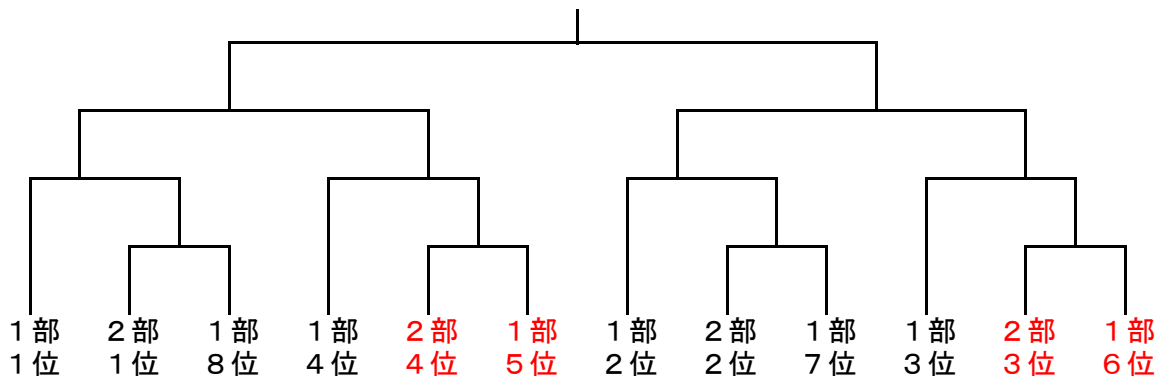 １部 ２部 １部 １部 ２部 １部 １部 ２部 １部 １部 ２部 １部
１位 １位 ８位 ４位 ４位 ５位 ２位 ２位 ７位 ３位 ３位 ６位